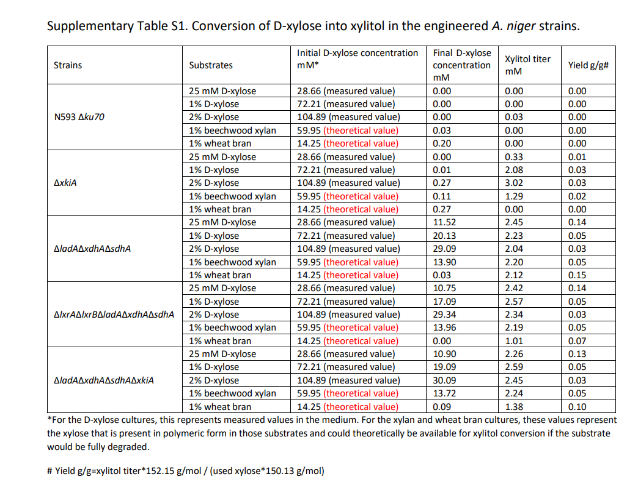 Supplementary Table S1. Conversion of D-xylose into xylitol in the engineered A. niger strains.
Strains Substrates Initial D-xylose concentration mM* Final D-xylose concentration mM Xylitol titer mM Yield g/g#
N593 Δku70
25 mM D-xylose 28.66 (measured value) 0.00 0.00 0.00
1% D-xylose 72.21 (measured value) 0.00 0.00 0.00
2% D-xylose 104.89 (measured value) 0.00 0.03 0.00
1% beechwood xylan 59.95 (theoretical value) 0.03 0.00 0.00
1% wheat bran 14.25 (theoretical value) 0.20 0.00 0.00
ΔxkiA
25 mM D-xylose 28.66 (measured value) 0.00 0.33 0.01
1% D-xylose 72.21 (measured value) 0.01 2.08 0.03
2% D-xylose 104.89 (measured value) 0.27 3.02 0.03
1% beechwood xylan 59.95 (theoretical value) 0.11 1.29 0.02
1% wheat bran 14.25 (theoretical value) 0.27 0.00 0.00
ΔladAΔxdhAΔsdhA
25 mM D-xylose 28.66 (measured value) 11.52 2.45 0.14
1% D-xylose 72.21 (measured value) 20.13 2.23 0.05
2% D-xylose 104.89 (measured value) 29.09 2.04 0.03
1% beechwood xylan 59.95 (theoretical value) 13.90 2.20 0.05
1% wheat bran 14.25 (theoretical value) 0.03 2.12 0.15
ΔlxrAΔlxrBΔladAΔxdhAΔsdhA
25 mM D-xylose 28.66 (measured value) 10.75 2.42 0.14
1% D-xylose 72.21 (measured value) 17.09 2.57 0.05
2% D-xylose 104.89 (measured value) 29.34 2.34 0.03
1% beechwood xylan 59.95 (theoretical value) 13.96 2.19 0.05
1% wheat bran 14.25 (theoretical value) 0.00 1.01 0.07
ΔladAΔxdhAΔsdhAΔxkiA
25 mM D-xylose 28.66 (measured value) 10.90 2.26 0.13
1% D-xylose 72.21 (measured value) 19.09 2.59 0.05
2% D-xylose 104.89 (measured value) 30.09 2.45 0.03
1% beechwood xylan 59.95 (theoretical value) 13.72 2.24 0.05
1% wheat bran 14.25 (theoretical value) 0.09 1.38 0.10
*For the D-xylose cultures, this represents measured values in the medium. For the xylan and wheat bran cultures, these values represent
the xylose that is present in polymeric form in those substrates and could theoretically be available for xylitol conversion if the substrate
would be fully degraded.
# Yield g/g=xylitol titer*152.15 g/mol / (used xylose*150.13 g/mol)